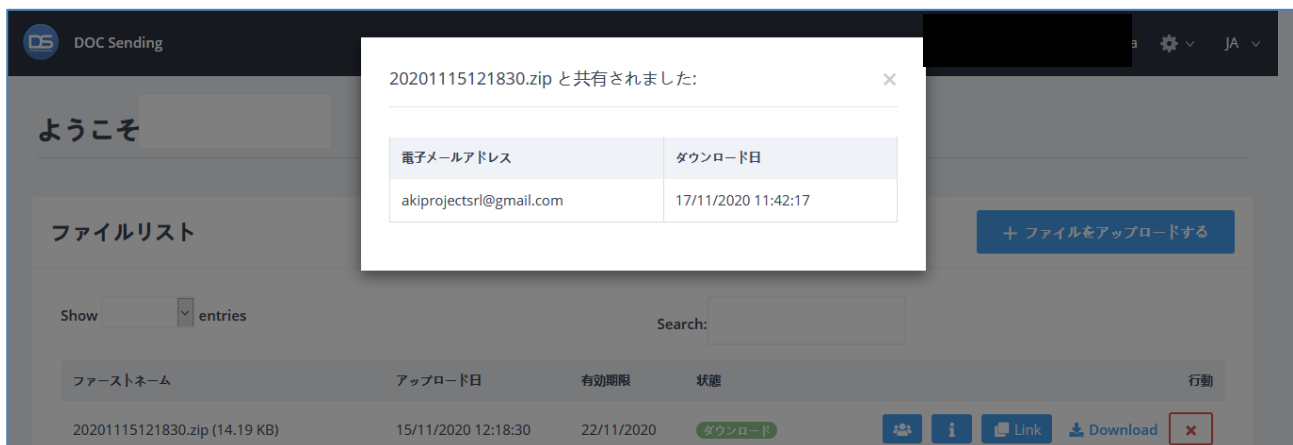 DS DOC Sending
a JA
20201115121830.zip と共有されました:
電子メールアドレス ダウンロード日
akiprojectsrl@gmail.com 17/11/2020 11:42:17
ようこそ
ファイルリスト
+ ファイルをアップロードする
Show entries
Search:
ファーストネーム アップロード日 有効期限 状態 行動
20201115121830.zip (14.19 KB) 15/11/2020 12:18:30 22/11/2020 ダウンロード i Link Download ×